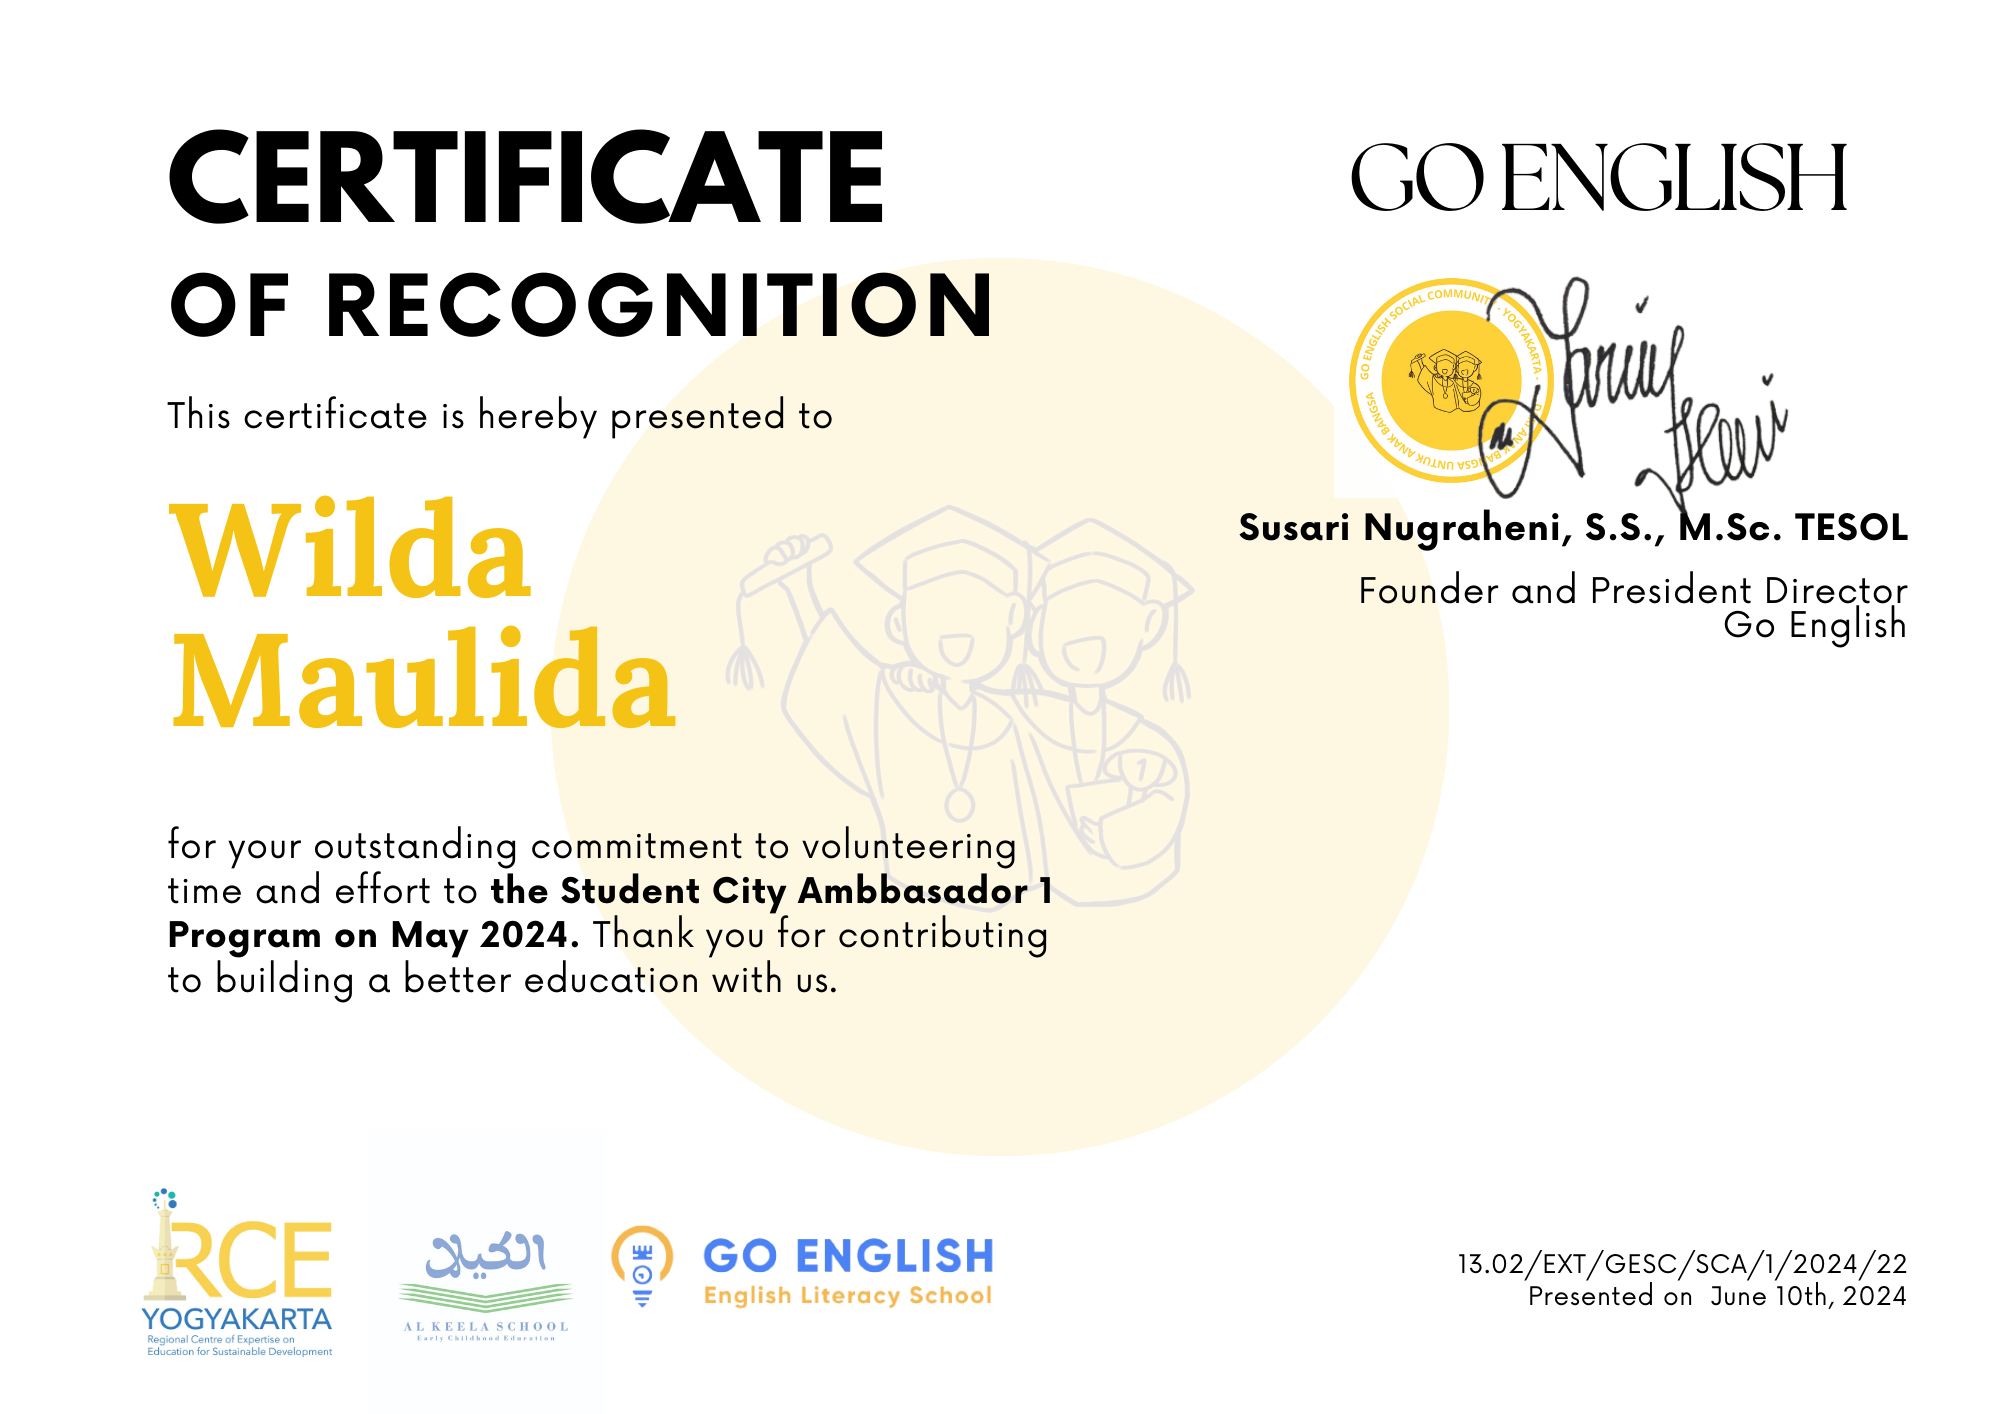 CERTIFICATE
OF RECOGNITION
This certificate is hereby presented to
Wilda
Maulida
for your outstanding commitment to volunteering
time and effort to the Student City Ambbasador 1
Program on May 2024. Thank you for contributing
to building a better education with us.
GO ENGLISH
GO ENGLISH SOCIAL COMMUNITY - YOGYAKARTA -
ANAK BANGSA UNTUK ANAK BANGSA
Susari Nugraheni, S.S., M.Sc. TESOL
Founder and President Director
Go English
RCE
YOGYAKARTA
Regional Centre of Expertise on
Education for Sustainable Development
الكيلا
AL KEELA SCHOOL
Early Childhood Education
GO ENGLISH
English Literacy School
1
13.02/EXT/GESC/SCA/1/2024/22
Presented on June 10th, 2024